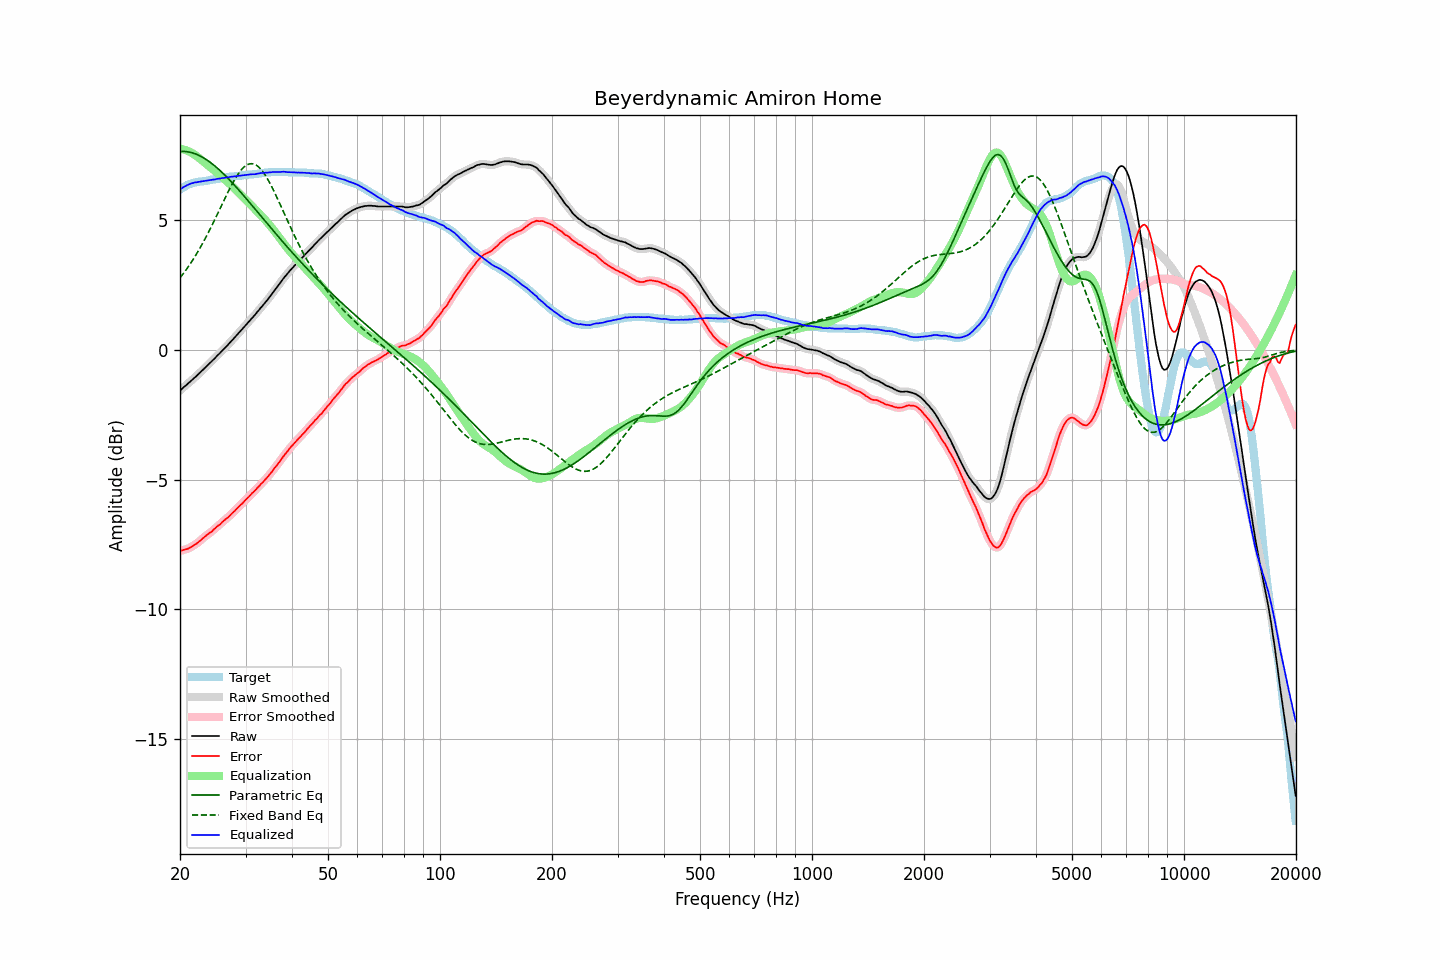 Beyerdynamic Amiron Home
Amplitude (dBr)
5
0
−5
−10
−15
Target
Raw Smoothed
Error Smoothed
Raw
Error
Equalization
Parametric Eq
Fixed Band Eq
Equalized
20 50 100 200 500 1000 2000 5000 10000 20000
Frequency (Hz)